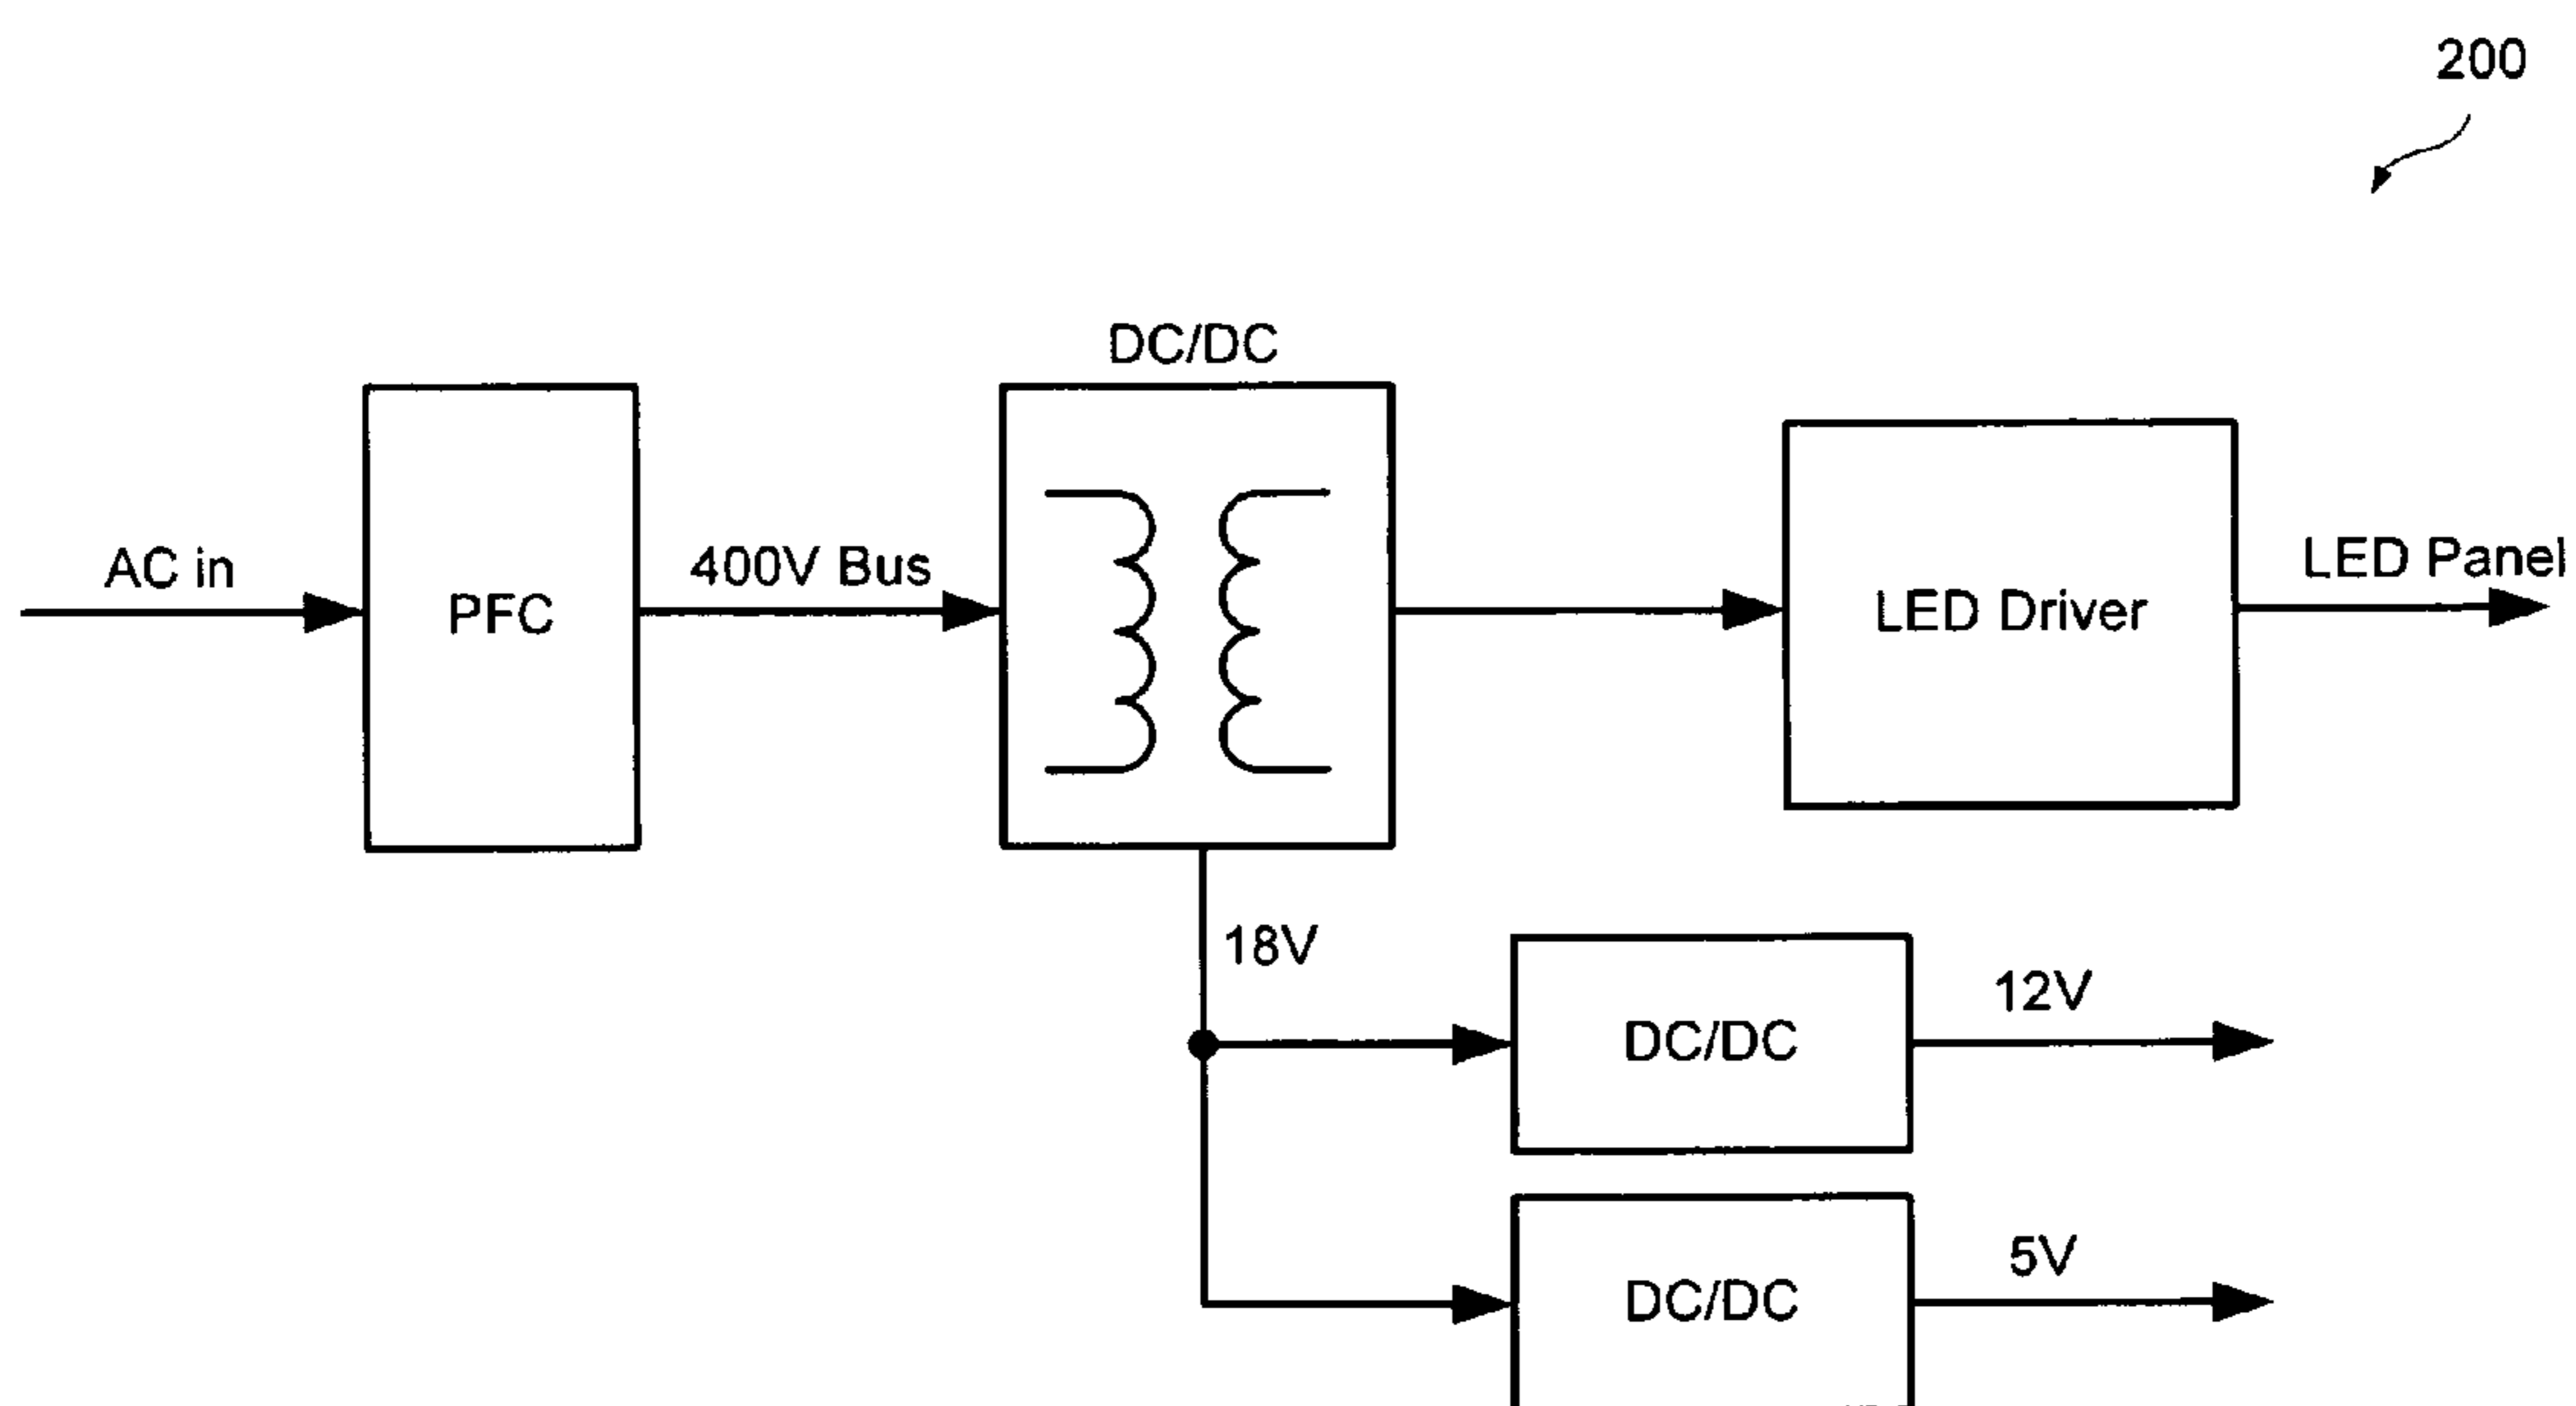 200
DC/DC
AC in
PFC
400V Bus
LED Driver
LED Panel
18V
DC/DC
12V
DC/DC
5V